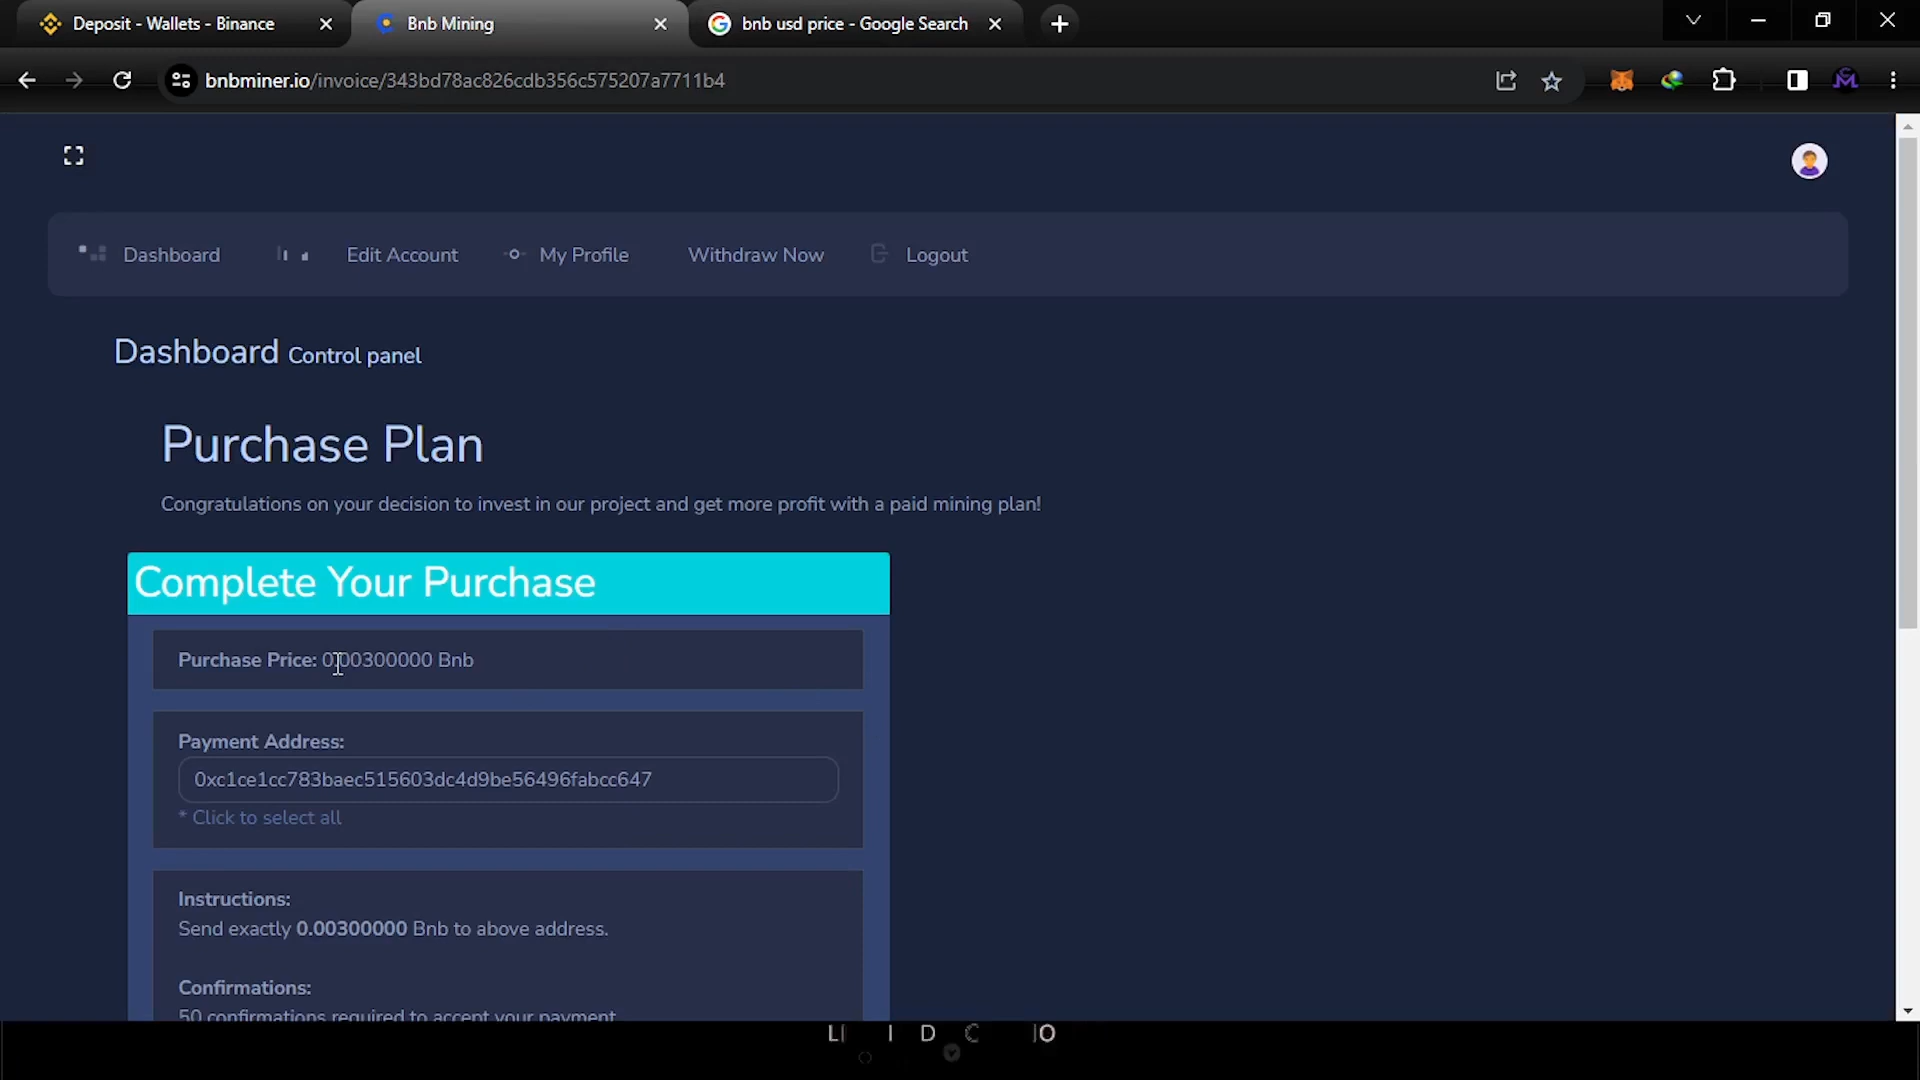 Deposit - Wallets - Binance
Bnb Mining
bnb usd price - Google Search
bnbminer.io/invoice/343bd78ac826cdb356c575207a7711b4
Dashboard
Edit Account
My Profile
Withdraw Now
Logout
Dashboard Control panel
Purchase Plan
Congratulations on your decision to invest in our project and get more profit with a paid mining plan!
Complete Your Purchase
Purchase Price: 0.00300000 Bnb
Payment Address:
0xc1ce1cc783baec515603dc4d9be56496fabcc647
* Click to select all
Instructions:
Send exactly 0.00300000 Bnb to above address.
Confirmations:
50 confirmations required to accept your payment